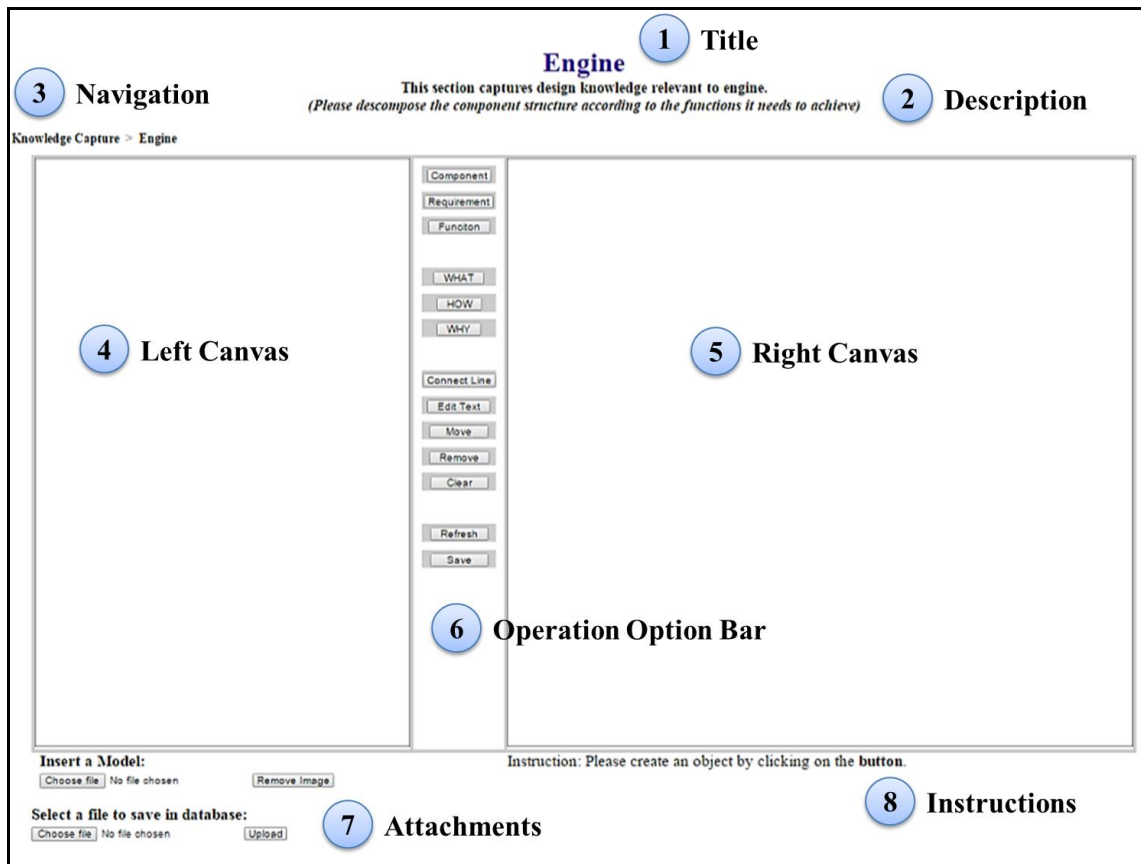 1 Title
Engine
This section captures design knowledge relevant to engine.
(Please descompose the component structure according to the functions it needs to achieve)
3 Navigation
2 Description
Knowledge Capture > Engine
Component
Requirement
Funciton
WHAT
HOW
WHY
4 Left Canvas
5 Right Canvas
Connect Line
Edit Text
Move
Remove
Clear
Refresh
Save
6 Operation Option Bar
Insert a Model:
Choose file No file chosen Remove Image
Select a file to save in database:
Choose file No file chosen Upload
7 Attachments
Instruction: Please create an object by clicking on the button.
8 Instructions